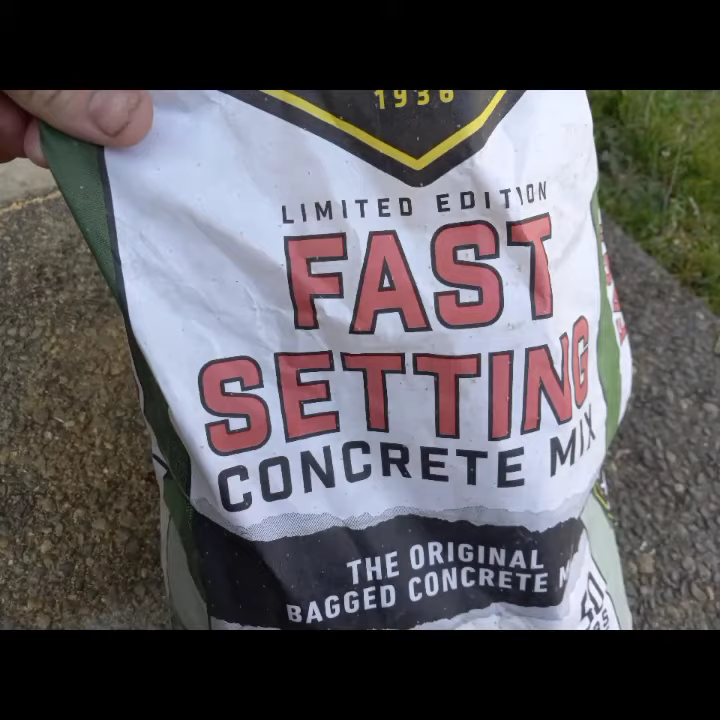 1936
LIMITED EDITION
FAST
SETTING
CONCRETE MIX
THE ORIGINAL
BAGGED CONCRETE